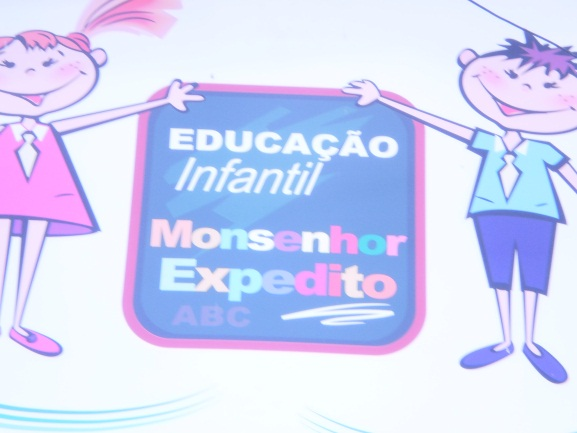 EDUCAÇÃO
Infantil
Monsenhor
Expedito
ABC